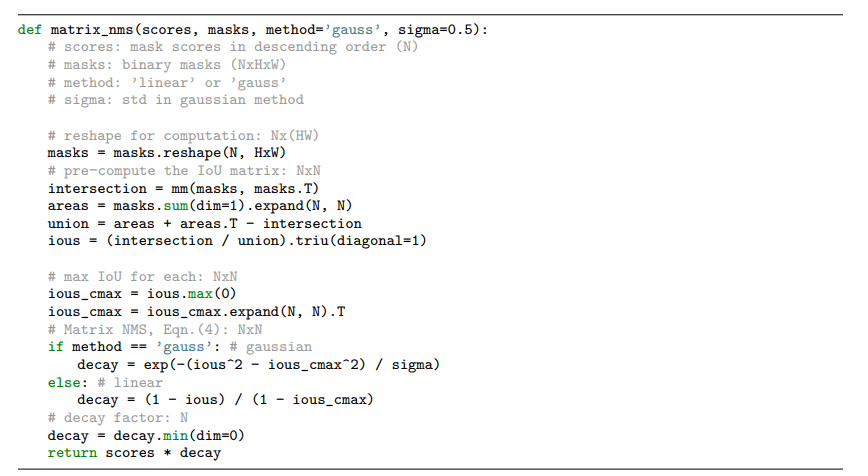 def matrix_nms(scores, masks, method=’gauss’, sigma=0.5):
# scores: mask scores in descending order (N)
# masks: binary masks (NxHxW)
# method: ’linear’ or ’gauss’
# sigma: std in gaussian method
# reshape for computation: Nx(HW)
masks = masks.reshape(N, HxW)
# pre-compute the IoU matrix: NxN
intersection = mm(masks, masks.T)
areas = masks.sum(dim=1).expand(N, N)
union = areas + areas.T - intersection
ious = (intersection / union).triu(diagonal=1)
# max IoU for each: NxN
ious_cmax = ious.max(0)
ious_cmax = ious_cmax.expand(N, N).T
# Matrix NMS, Eqn.(4): NxN
if method == ’gauss’: # gaussian
decay = exp(-(ious^2 - ious_cmax^2) / sigma)
else: # linear
decay = (1 - ious) / (1 - ious_cmax)
# decay factor: N
decay = decay.min(dim=0)
return scores * decay